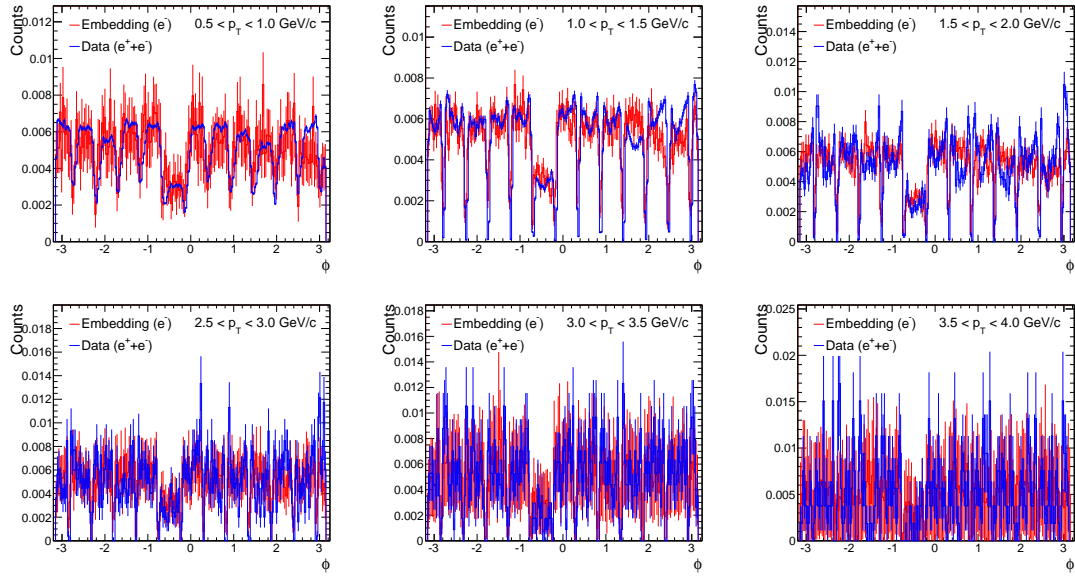 Counts
Embedding (e-)
0.5 < pT < 1.0 GeV/c
Data (e++e-)
0.012
0.01
0.008
0.006
0.004
0.002
0
-3 -2 -1 0 1 2 3
ϕ
Counts
Embedding (e-)
1.0 < pT < 1.5 GeV/c
Data (e++e-)
0.01
0.008
0.006
0.004
0.002
0
-3 -2 -1 0 1 2 3
ϕ
Counts
Embedding (e-)
1.5 < pT < 2.0 GeV/c
Data (e++e-)
0.016
0.014
0.012
0.01
0.008
0.006
0.004
0.002
0
-3 -2 -1 0 1 2 3
ϕ
Counts
Embedding (e-)
2.5 < pT < 3.0 GeV/c
Data (e++e-)
0.018
0.016
0.014
0.012
0.01
0.008
0.006
0.004
0.002
0
-3 -2 -1 0 1 2 3
ϕ
Counts
Embedding (e-)
3.0 < pT < 3.5 GeV/c
Data (e++e-)
0.018
0.016
0.014
0.012
0.01
0.008
0.006
0.004
0.002
0
-3 -2 -1 0 1 2 3
ϕ
Counts
Embedding (e-)
3.5 < pT < 4.0 GeV/c
Data (e++e-)
0.025
0.02
0.015
0.01
0.005
0
-3 -2 -1 0 1 2 3
ϕ